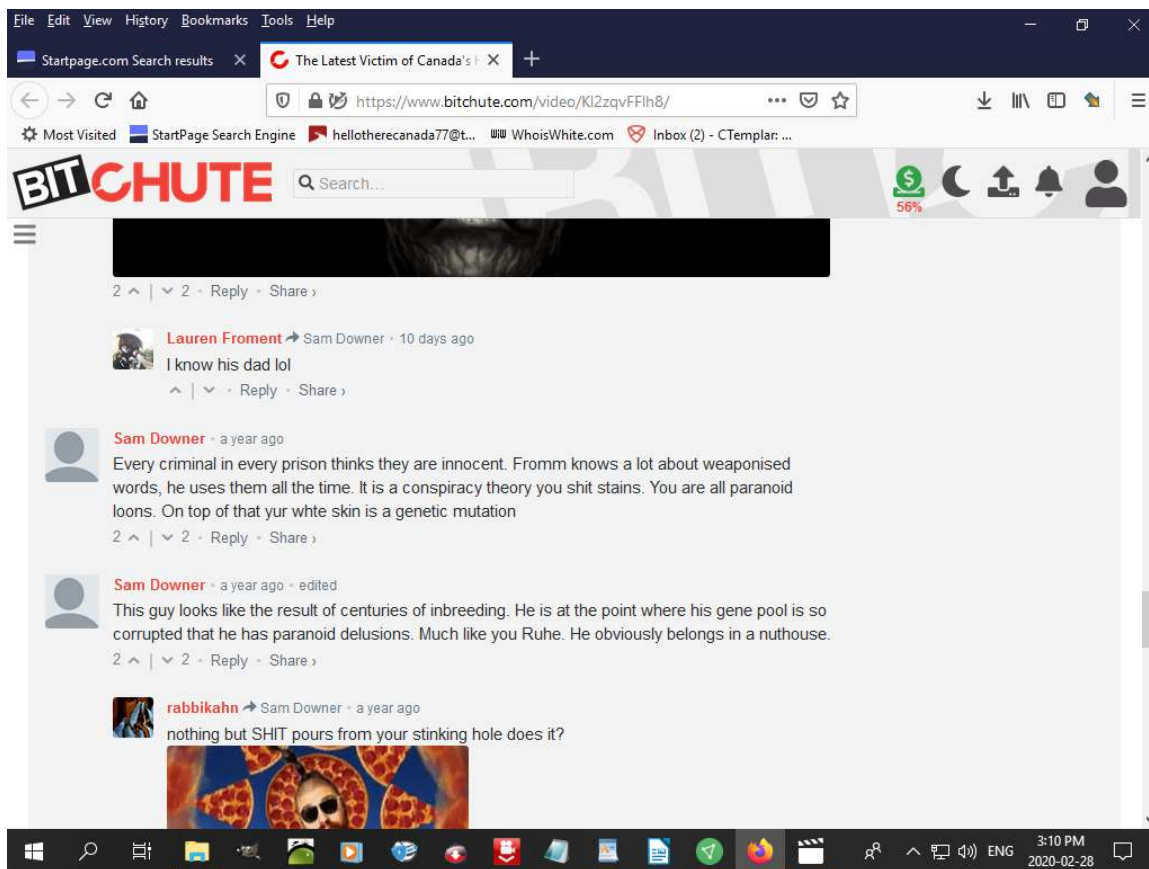 File Edit View History Bookmarks Tools Help
Startpage.com Search results
The Latest Victim of Canada's
https://www.bitchute.com/video/Kl2zqvFFlh8/
Most Visited StartPage Search Engine hellotherecanada77@t... WhoisWhite.com Inbox (2) - CTemplar: ...
BITCHUTE
Search...
56%
2 | 2 • Reply • Share ›
Lauren Froment Sam Downer • 10 days ago
I know his dad lol
| • Reply • Share ›
Sam Downer • a year ago
Every criminal in every prison thinks they are innocent. Fromm knows a lot about weaponised
words, he uses them all the time. It is a conspiracy theory you shit stains. You are all paranoid
loons. On top of that yur whte skin is a genetic mutation
2 | 2 • Reply • Share ›
Sam Downer • a year ago • edited
This guy looks like the result of centuries of inbreeding. He is at the point where his gene pool is so
corrupted that he has paranoid delusions. Much like you Ruhe. He obviously belongs in a nuthouse.
2 | 2 • Reply • Share ›
rabbikahn Sam Downer • a year ago
nothing but SHIT pours from your stinking hole does it?
ENG
3:10 PM
2020-02-28